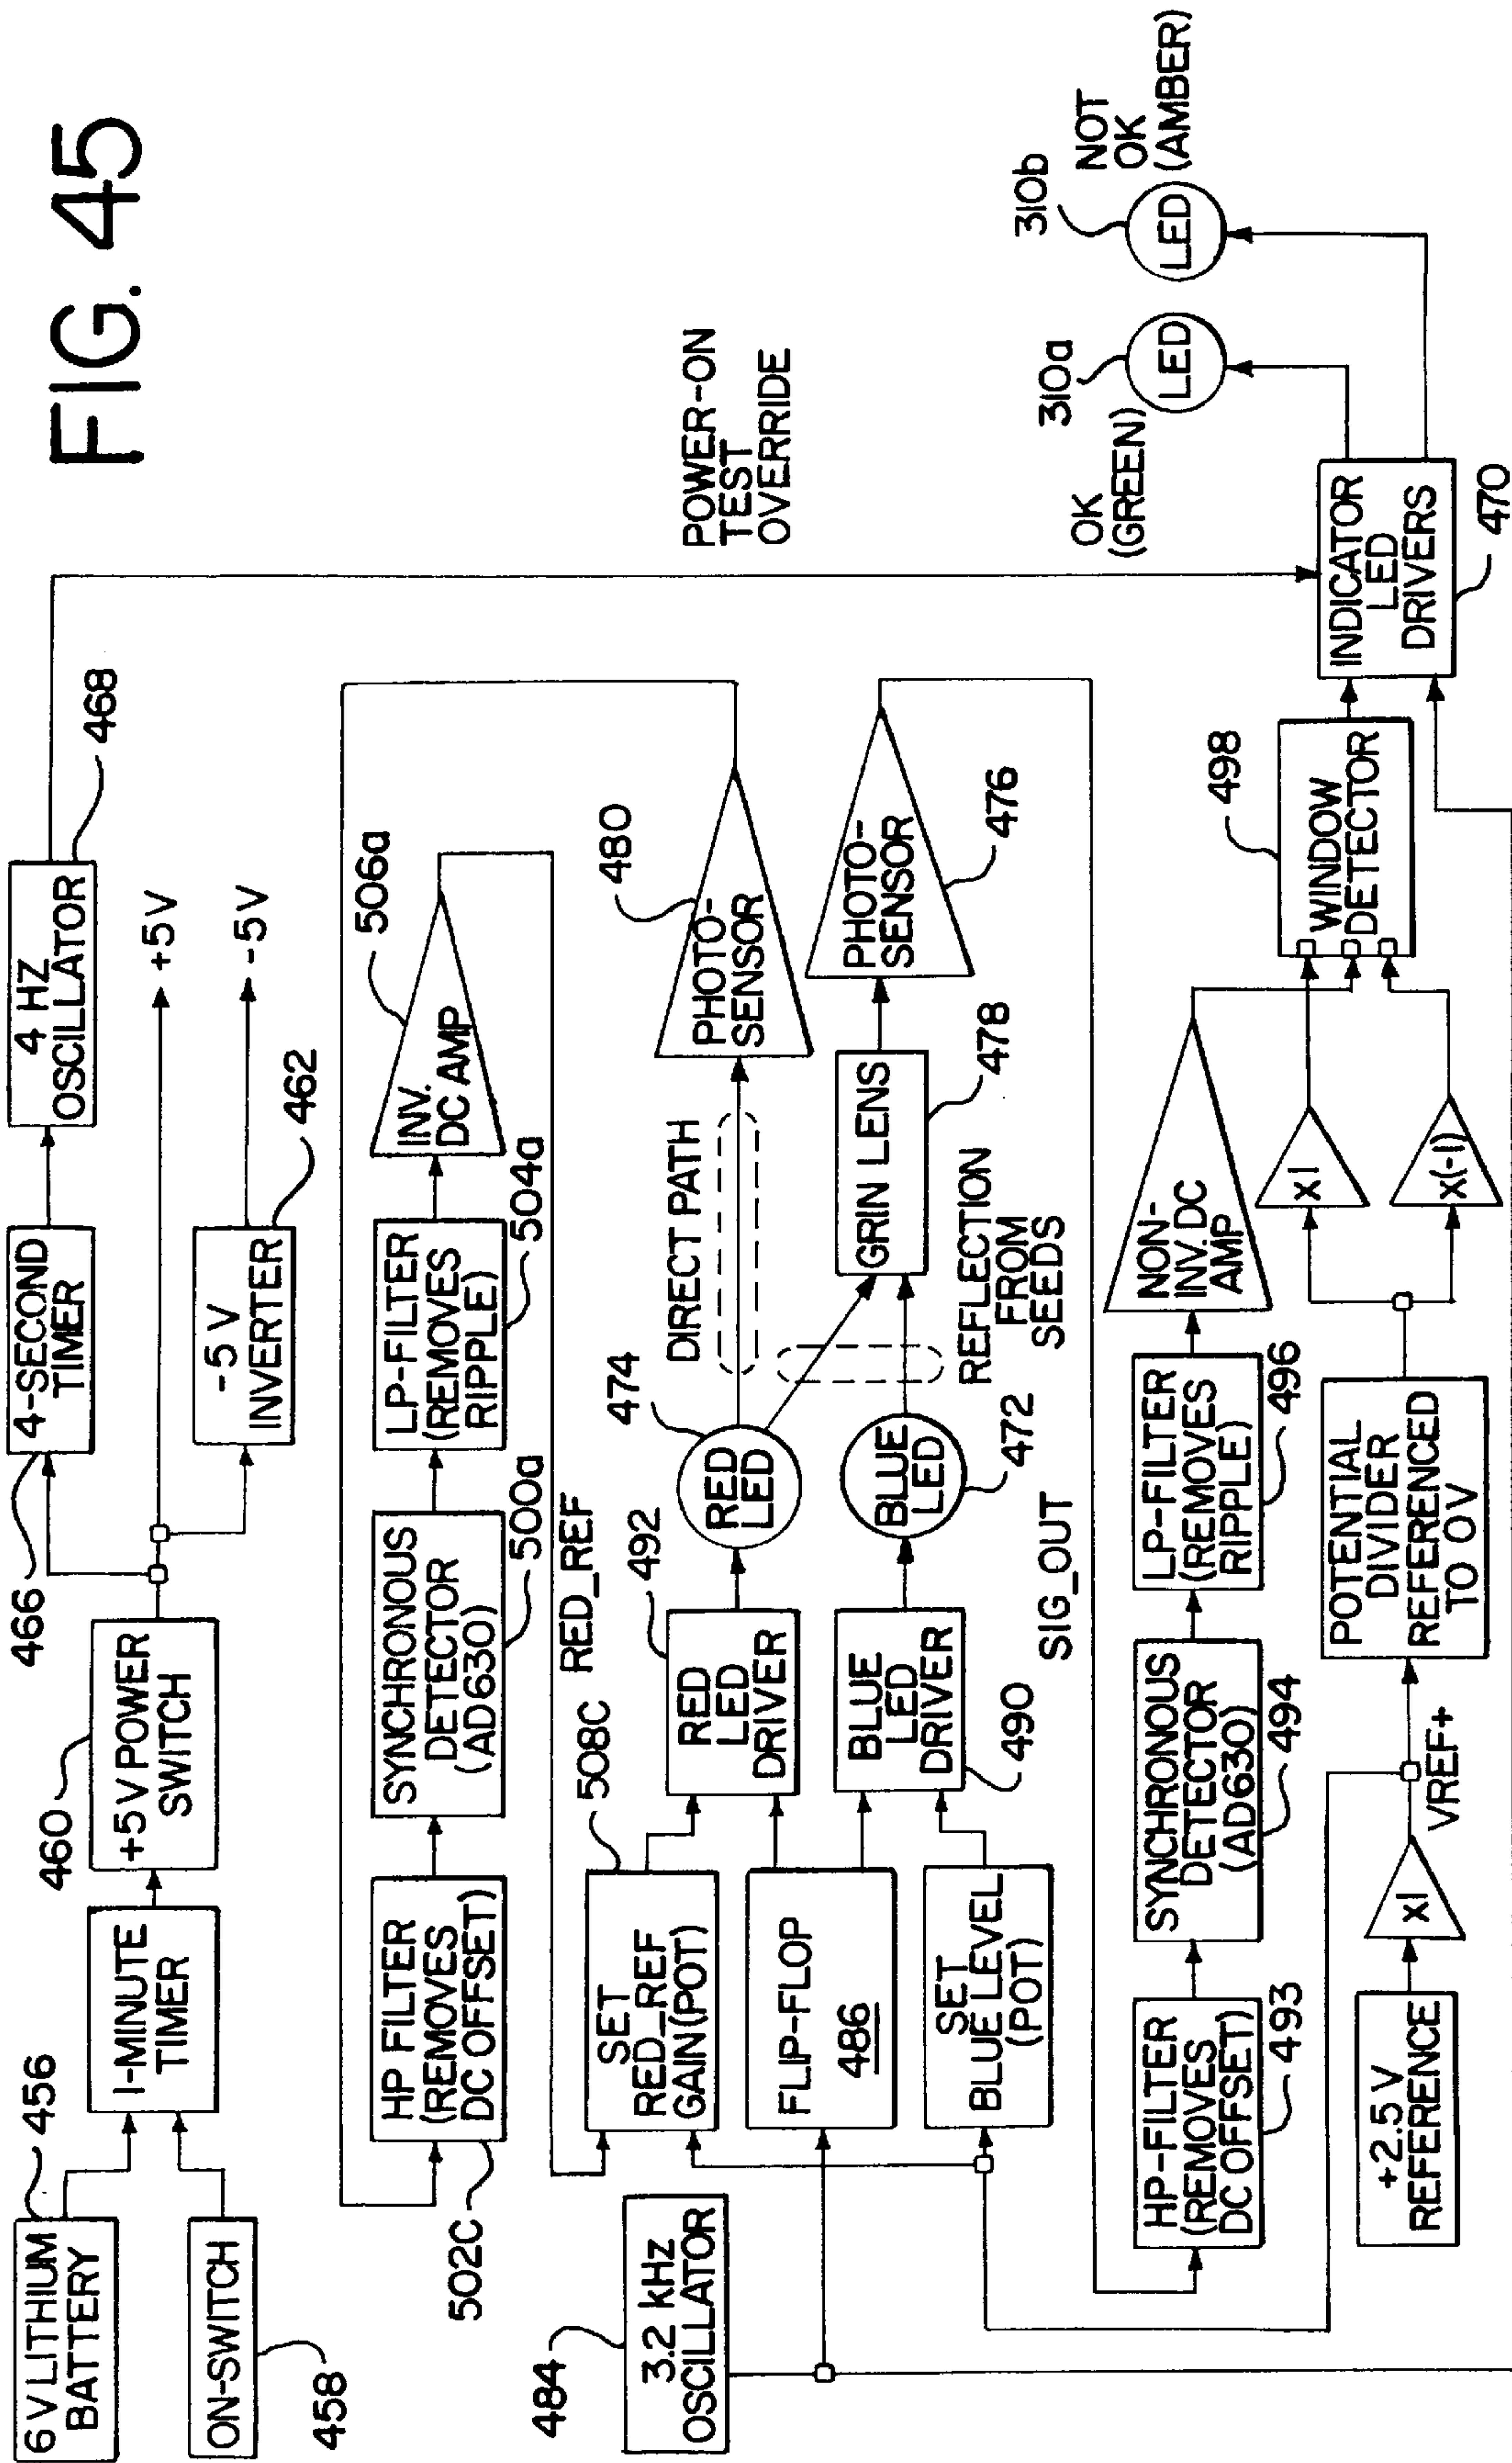 FIG. 45
6 V LITHIUM
BATTERY
456
ON-SWITCH
458
1-MINUTE
TIMER
460
+5 V POWER
SWITCH
466
4-SECOND
TIMER
-5 V
INVERTER
462
4 HZ
OSCILLATOR
468
+5 V
-5 V
HP FILTER
(REMOVES
DC OFFSET)
502C
SYNCHRONOUS
DETECTOR
(AD630)
500a
LP-FILTER
(REMOVES
RIPPLE)
504a
INV.
DC AMP
506a
RED_REF
484
3.2 kHz
OSCILLATOR
SET
RED_REF
GAIN (POT)
508C
FLIP-FLOP
486
SET
BLUE LEVEL
(POT)
RED
LED
DRIVER
492
BLUE
LED
DRIVER
490
RED
LED
474
BLUE
LED
472
DIRECT PATH
REFLECTION
FROM
SEEDS
GRIN LENS
478
PHOTO-
SENSOR
480
PHOTO-
SENSOR
476
POWER-ON
TEST
OVERRIDE
SIG_OUT
HP-FILTER
(REMOVES
DC OFFSET)
493
SYNCHRONOUS
DETECTOR
(AD630)
494
LP-FILTER
(REMOVES
RIPPLE)
496
NON-
INV. DC
AMP
+2.5 V
REFERENCE
X1
VREF+
POTENTIAL
DIVIDER
REFERENCED
TO 0 V
X1
X(-1)
WINDOW
DETECTOR
498
INDICATOR
LED
DRIVERS
470
OK
(GREEN)
310a
LED
310b
LED
NOT
OK
(AMBER)